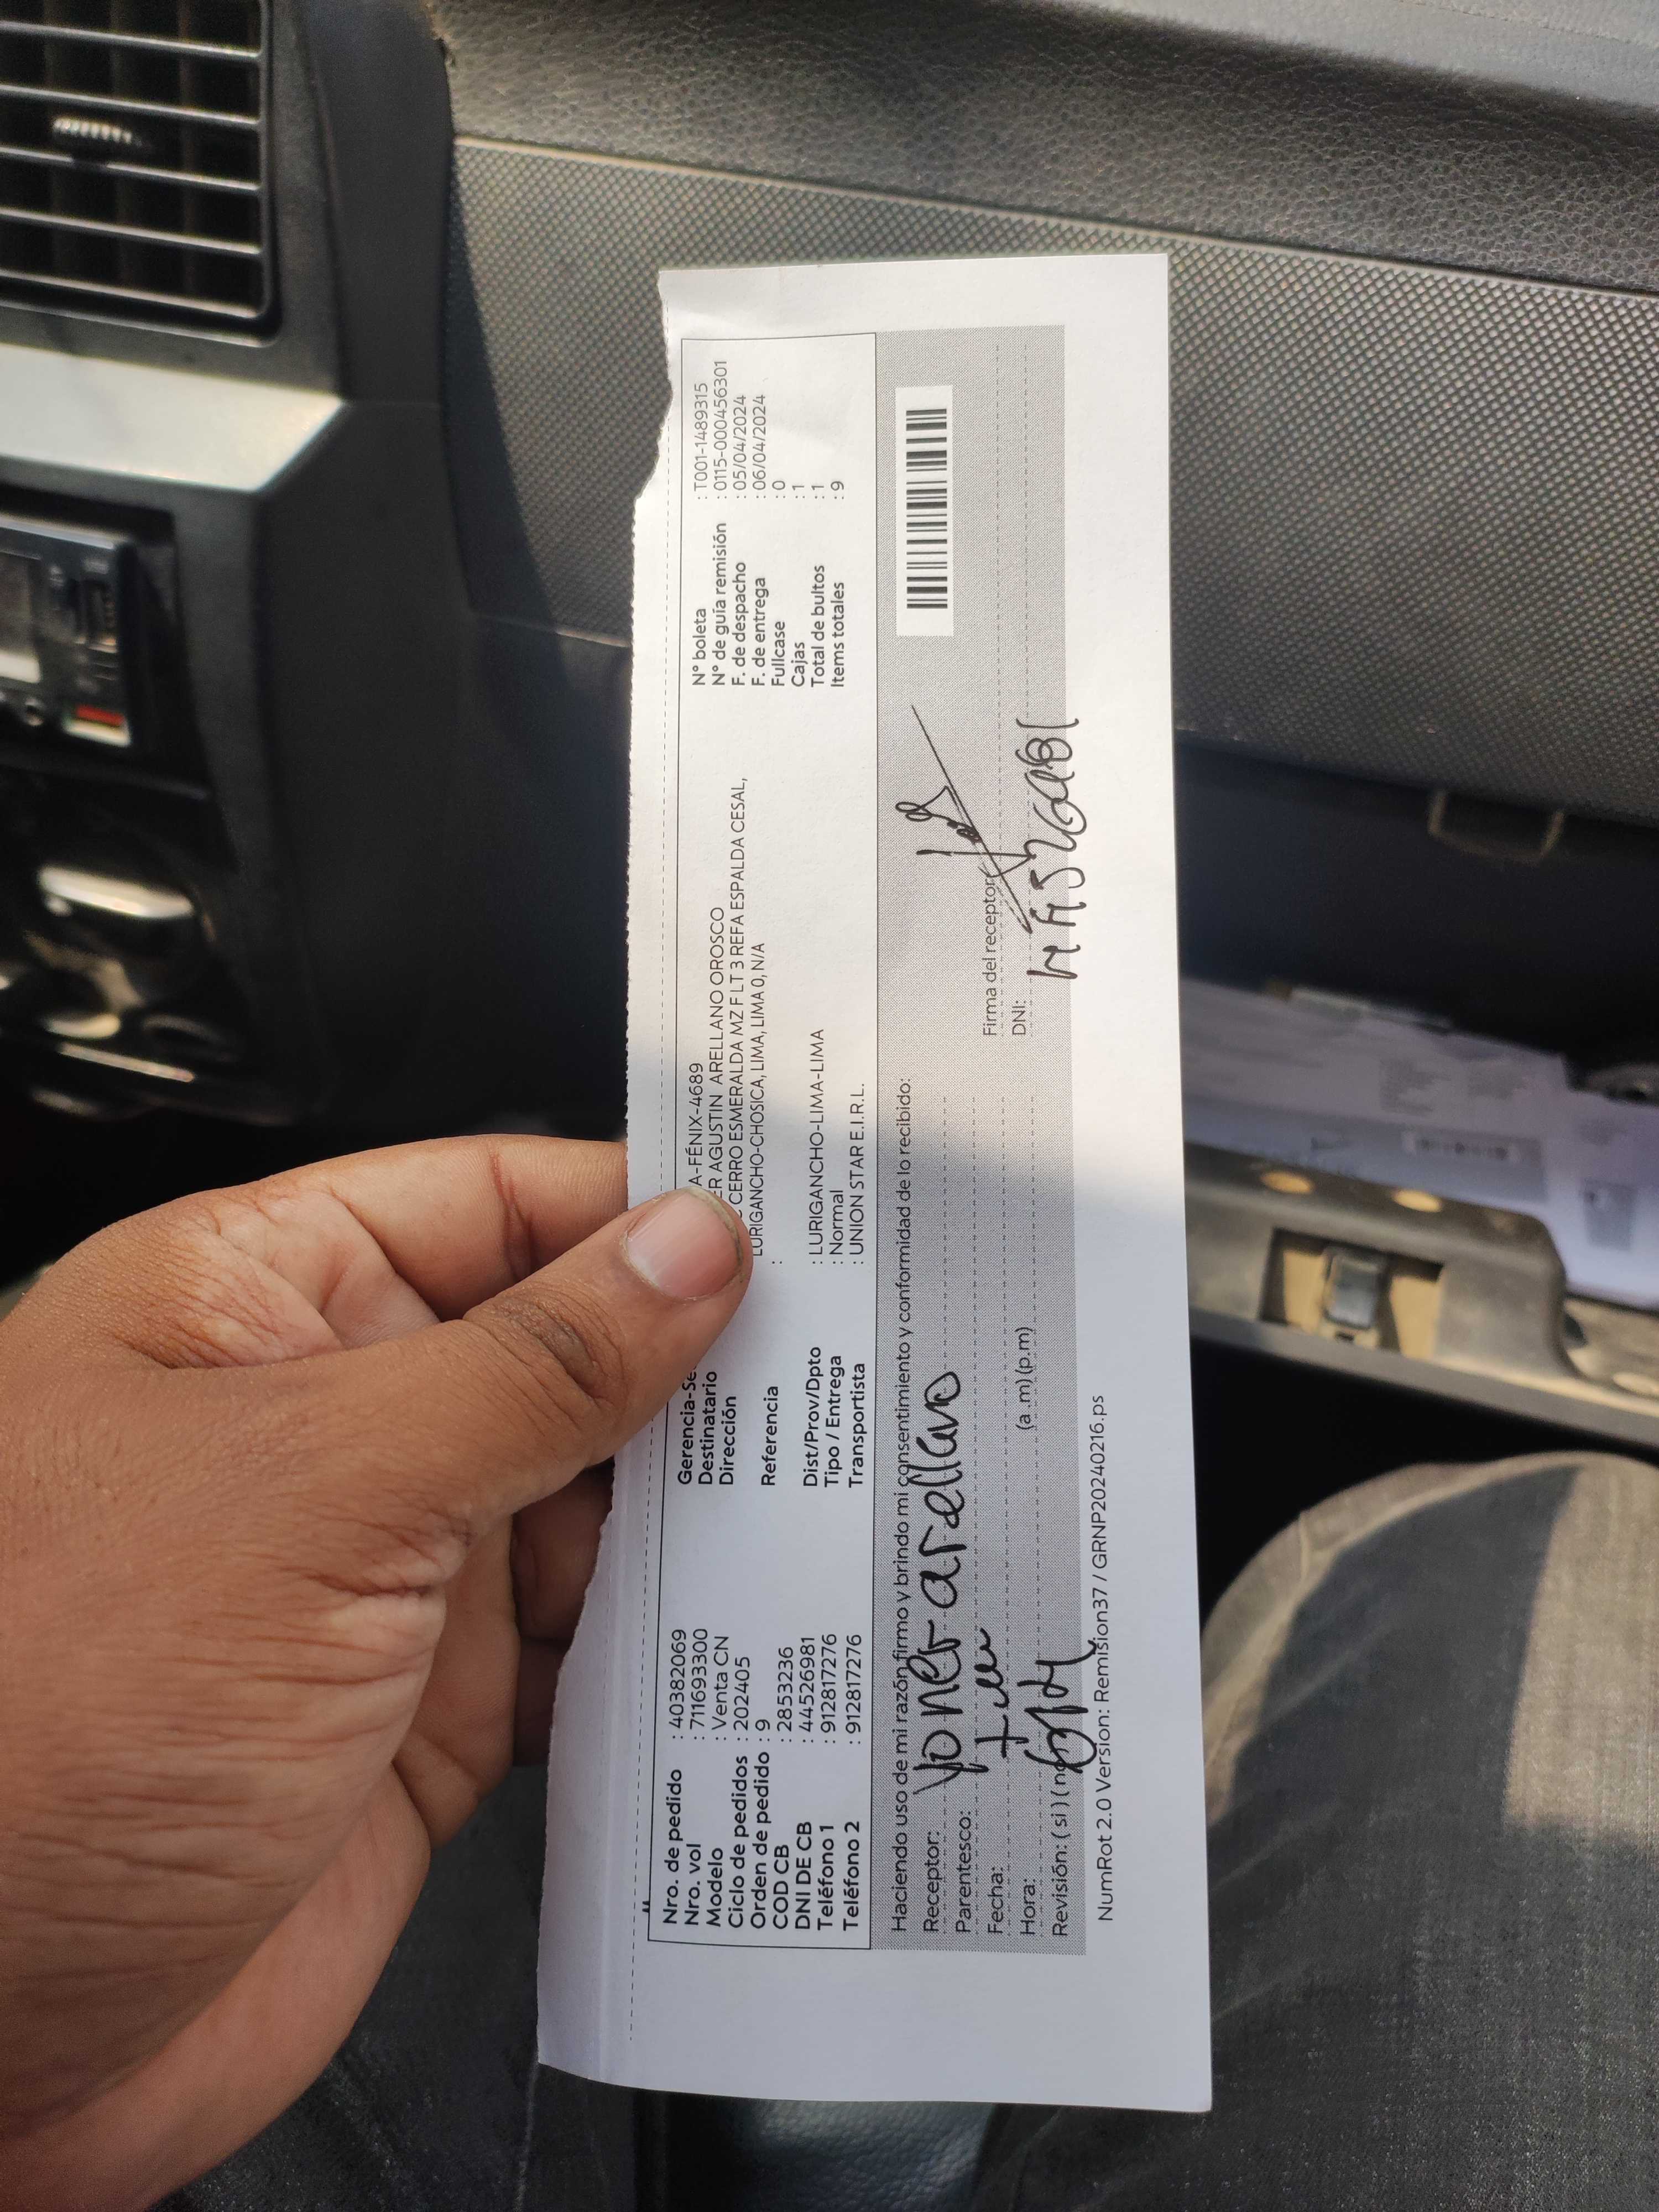 Nro. de pedido : 40382069
Nro. vol : 711693300
Modelo : Venta CN
Ciclo de pedidos : 202405
Orden de pedido : 9
COD CB : 2853236
DNI DE CB : 44526981
Teléfono 1 : 912817276
Teléfono 2 : 912817276
Gerencia-Se A-FÉNIX-4689
Destinatario ER AGUSTIN ARELLANO OROSCO
Dirección CERRO ESMERALDA MZ F LT 3 REFA ESPALDA CESAL,
LURIGANCHO-CHOSICA, LIMA, LIMA 0, N/A
Referencia :
Dist/Prov/Dpto : LURIGANCHO-LIMA-LIMA
Tipo / Entrega : Normal
Transportista : UNION STAR E.I.R.L.
N° boleta : T001-1489315
N° de guía remisión : 0115-000456301
F. de despacho : 05/04/2024
F. de entrega : 06/04/2024
Fullcase : 0
Cajas : 1
Total de bultos : 1
Items totales : 9
Haciendo uso de mi razón firmo y brindo mi consentimiento y conformidad de lo recibido:
Receptor: Yoner arellano
Parentesco:
Fecha:
Hora: (a .m) (p.m)
Revisión: ( si ) ( no
Firma del receptor:
DNI: 44526981
NumRot 2.0 Version: Remision37 / GRNP20240216.ps